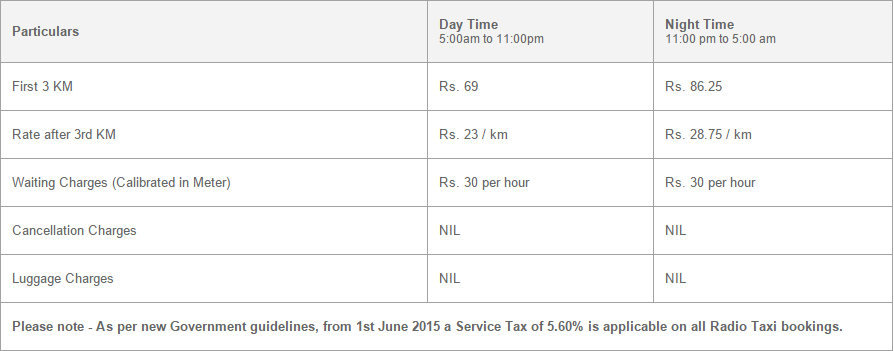 Particulars
Day Time
5:00am to 11:00pm
Night Time
11:00 pm to 5:00 am
First 3 KM
Rs. 69
Rs. 86.25
Rate after 3rd KM
Rs. 23 / km
Rs. 28.75 / km
Waiting Charges (Calibrated in Meter)
Rs. 30 per hour
Rs. 30 per hour
Cancellation Charges
NIL
NIL
Luggage Charges
NIL
NIL
Please note - As per new Government guidelines, from 1st June 2015 a Service Tax of 5.60% is applicable on all Radio Taxi bookings.